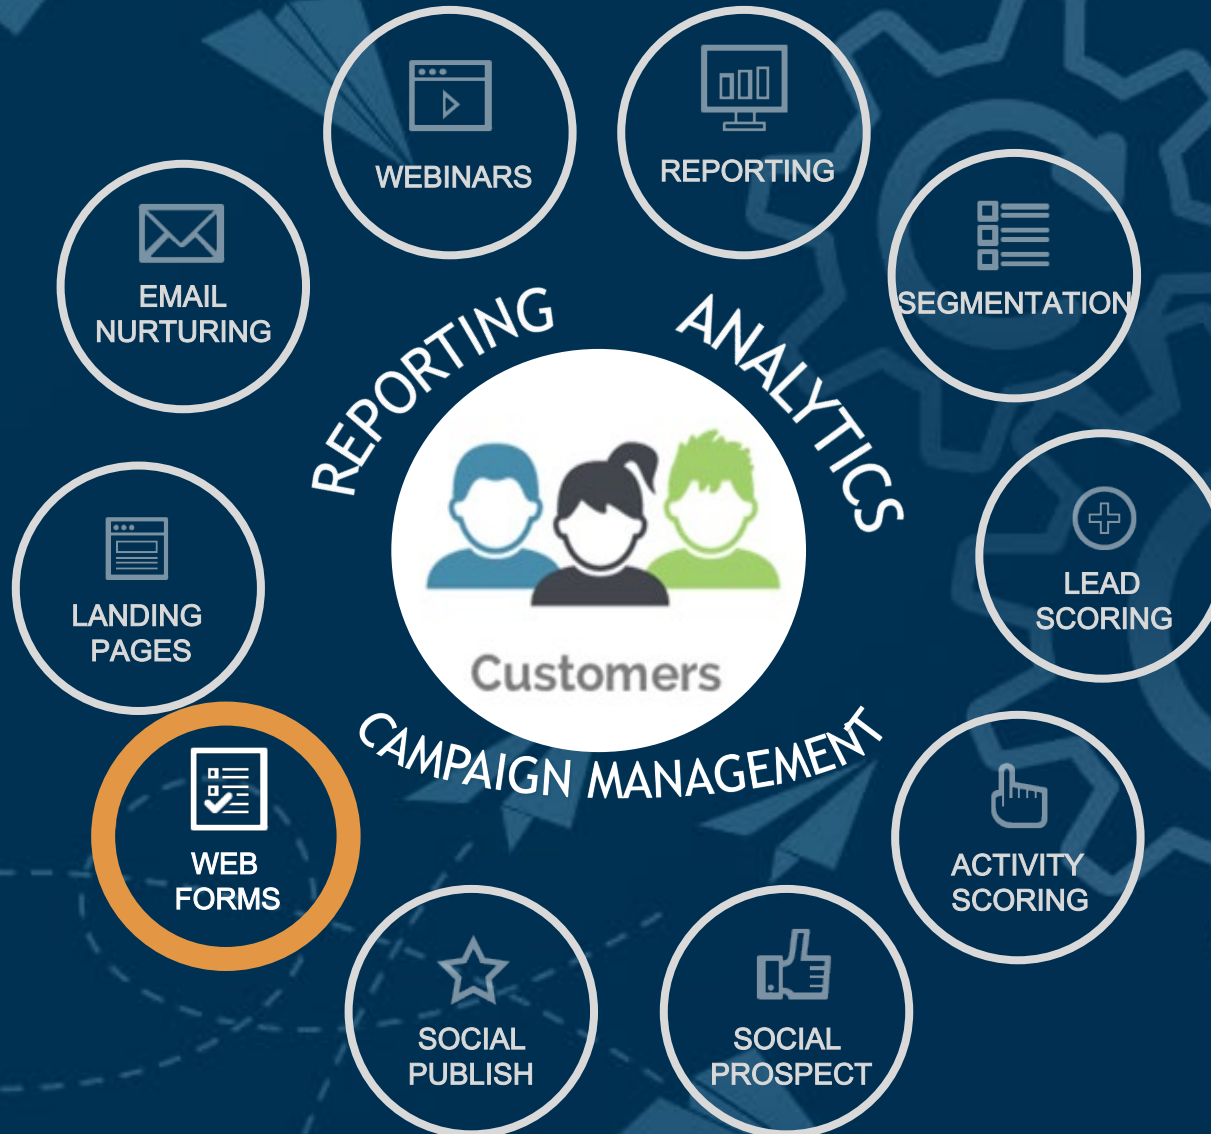 WEBINARS
REPORTING
EMAIL
NURTURING
SEGMENTATION
REPORTING
ANALYTICS
LANDING
PAGES
Customers
LEAD
SCORING
CAMPAIGN MANAGEMENT
WEB
FORMS
ACTIVITY
SCORING
SOCIAL
PUBLISH
SOCIAL
PROSPECT